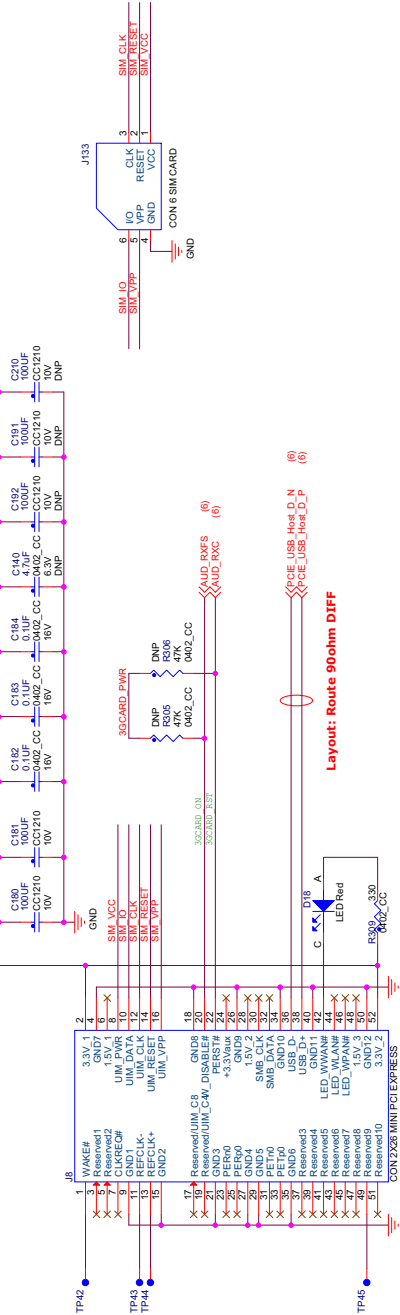 SIM_CLK
SIM_RESET
SIM_VCC
J133
3
2
1
CLK
RESET
VCC
I/O
VPP
GND
6
5
4
CON 6 SIM CARD
GND
SIM_IO
SIM_VPP
C180
100UF
CC1210
10V
C181
100UF
CC1210
10V
C182
0.1UF
0402_CC
16V
C183
0.1UF
0402_CC
16V
C184
0.1UF
0402_CC
16V
C140
4.7uF
0402_CC
6.3V
DNP
C192
100UF
CC1210
10V
DNP
C191
100UF
CC1210
10V
DNP
C210
100UF
CC1210
10V
DNP
GND
3GCARD_PWR
DNP
R305
47K
0402_CC
DNP
R306
47K
0402_CC
AUD_RXFS (6)
AUD_RXC (6)
3GCARD_ON
3GCARD_RST
PCIE_USB_Host_D_N (6)
PCIE_USB_Host_D_P (6)
Layout: Route 90ohm DIFF
SIM_VCC
SIM_IO
SIM_CLK
SIM_RESET
SIM_VPP
D18
C
A
LED Red
R309
330
0402_CC
J8
1 WAKE#
3 Reserved1
5 Reserved2
7 CLKREQ#
9 GND1
11 REFCLK-
13 REFCLK+
15 GND2
17 Reserved/UIM_C8
19 Reserved/UIM_C4
21 GND3
23 PERn0
25 PERp0
27 GND4
29 GND5
31 PETn0
33 PETp0
35 GND6
37 Reserved3
39 Reserved4
41 Reserved5
43 Reserved6
45 Reserved7
47 Reserved8
49 Reserved9
51 Reserved10
3.3V_1 2
GND7 4
1.5V_1 6
UIM_PWR 8
UIM_DATA 10
UIM_CLK 12
UIM_RESET 14
UIM_VPP 16
GND8 18
W_DISABLE# 20
PERST# 22
+3.3Vaux 24
GND9 26
1.5V_2 28
SMB_CLK 30
SMB_DATA 32
GND10 34
USB_D- 36
USB_D+ 38
GND11 40
LED_WWAN# 42
LED_WLAN# 44
LED_WPAN# 46
1.5V_3 48
GND12 50
3.3V_2 52
CON 2X26 MINI PCI EXPRESS
TP42
TP43
TP44
TP45